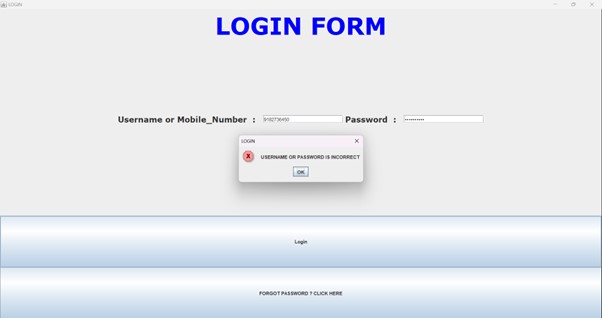 LOGIN
LOGIN FORM
Username or Mobile_Number : 9182736450 Password : ••••••••••
LOGIN
X USERNAME OR PASSWORD IS INCORRECT
OK
Login
FORGOT PASSWORD ? CLICK HERE